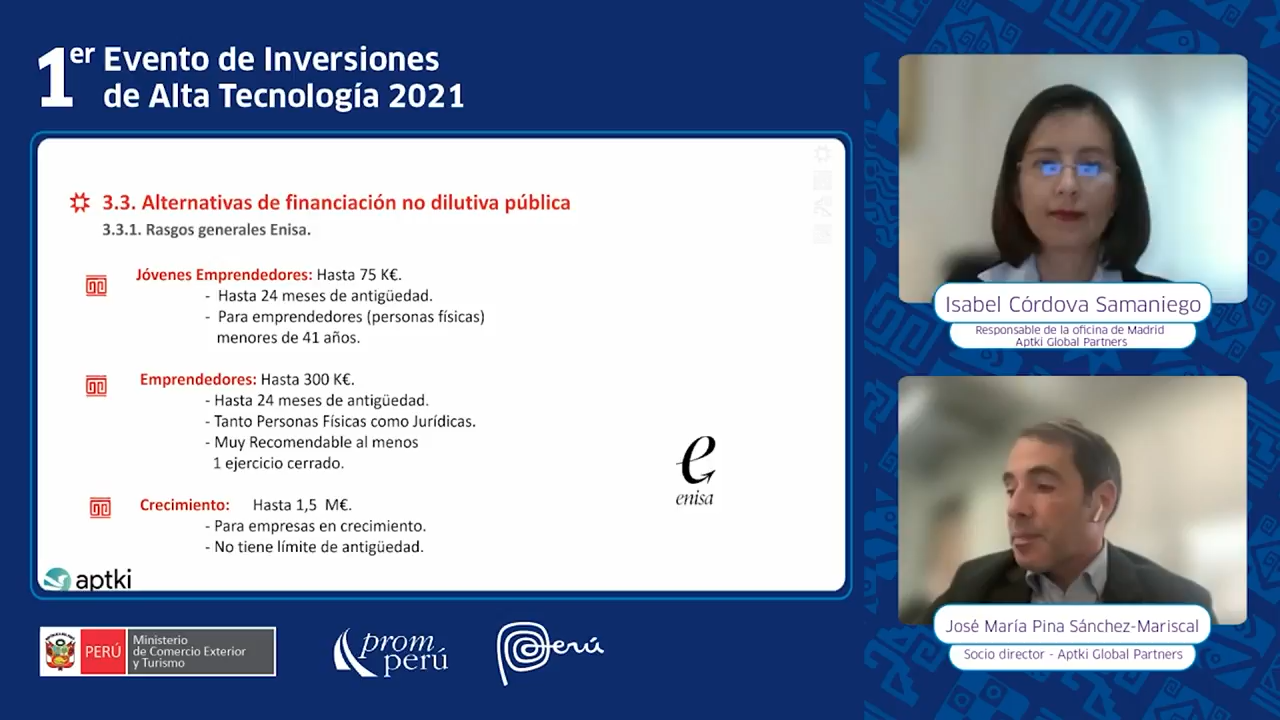 1er Evento de Inversiones
de Alta Tecnología 2021
3.3. Alternativas de financiación no dilutiva pública
3.3.1. Rasgos generales Enisa.
Jóvenes Emprendedores: Hasta 75 K€.
- Hasta 24 meses de antigüedad.
- Para emprendedores (personas físicas)
menores de 41 años.
Emprendedores: Hasta 300 K€.
- Hasta 24 meses de antigüedad.
- Tanto Personas Físicas como Jurídicas.
- Muy Recomendable al menos
1 ejercicio cerrado.
Crecimiento: Hasta 1,5 M€.
- Para empresas en crecimiento.
- No tiene límite de antigüedad.
e
enisa
aptki
PERÚ
Ministerio
de Comercio Exterior
y Turismo
prom
perú
Perú
Isabel Córdova Samaniego
Responsable de la oficina de Madrid
Aptki Global Partners
José María Pina Sánchez-Mariscal
Socio director - Aptki Global Partners